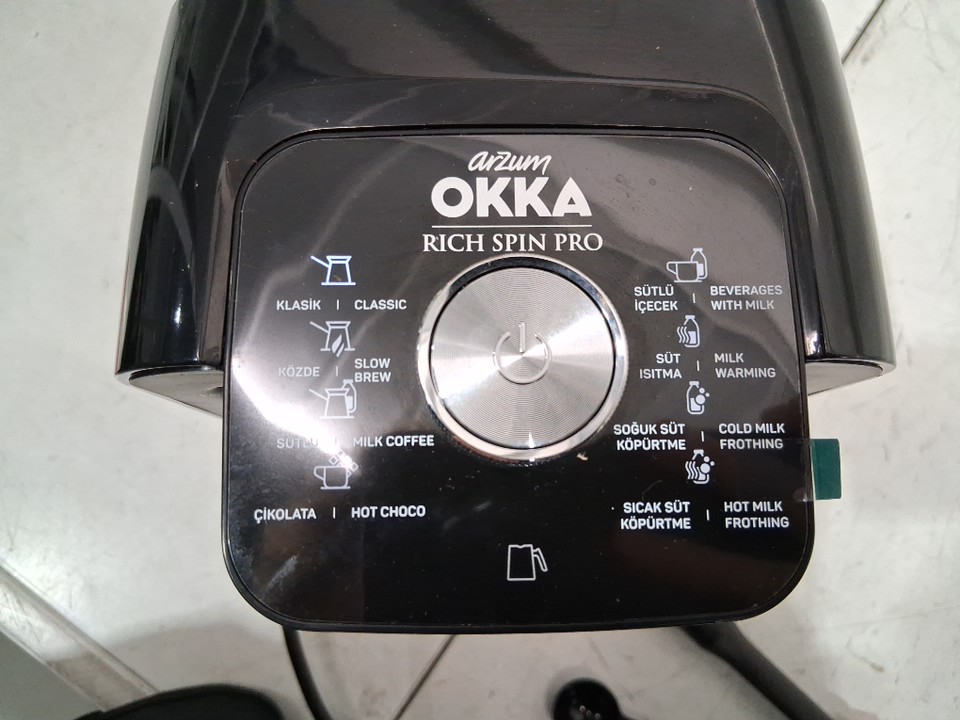 arzum
OKKA
RICH SPIN PRO
KLASİK | CLASSIC
KÖZDE | SLOW BREW
SÜTLÜ | MILK COFFEE
ÇİKOLATA | HOT CHOCO
SÜTLÜ İÇECEK | BEVERAGES WITH MILK
SÜT ISITMA | MILK WARMING
SOĞUK SÜT KÖPÜRTME | COLD MILK FROTHING
SICAK SÜT KÖPÜRTME | HOT MILK FROTHING